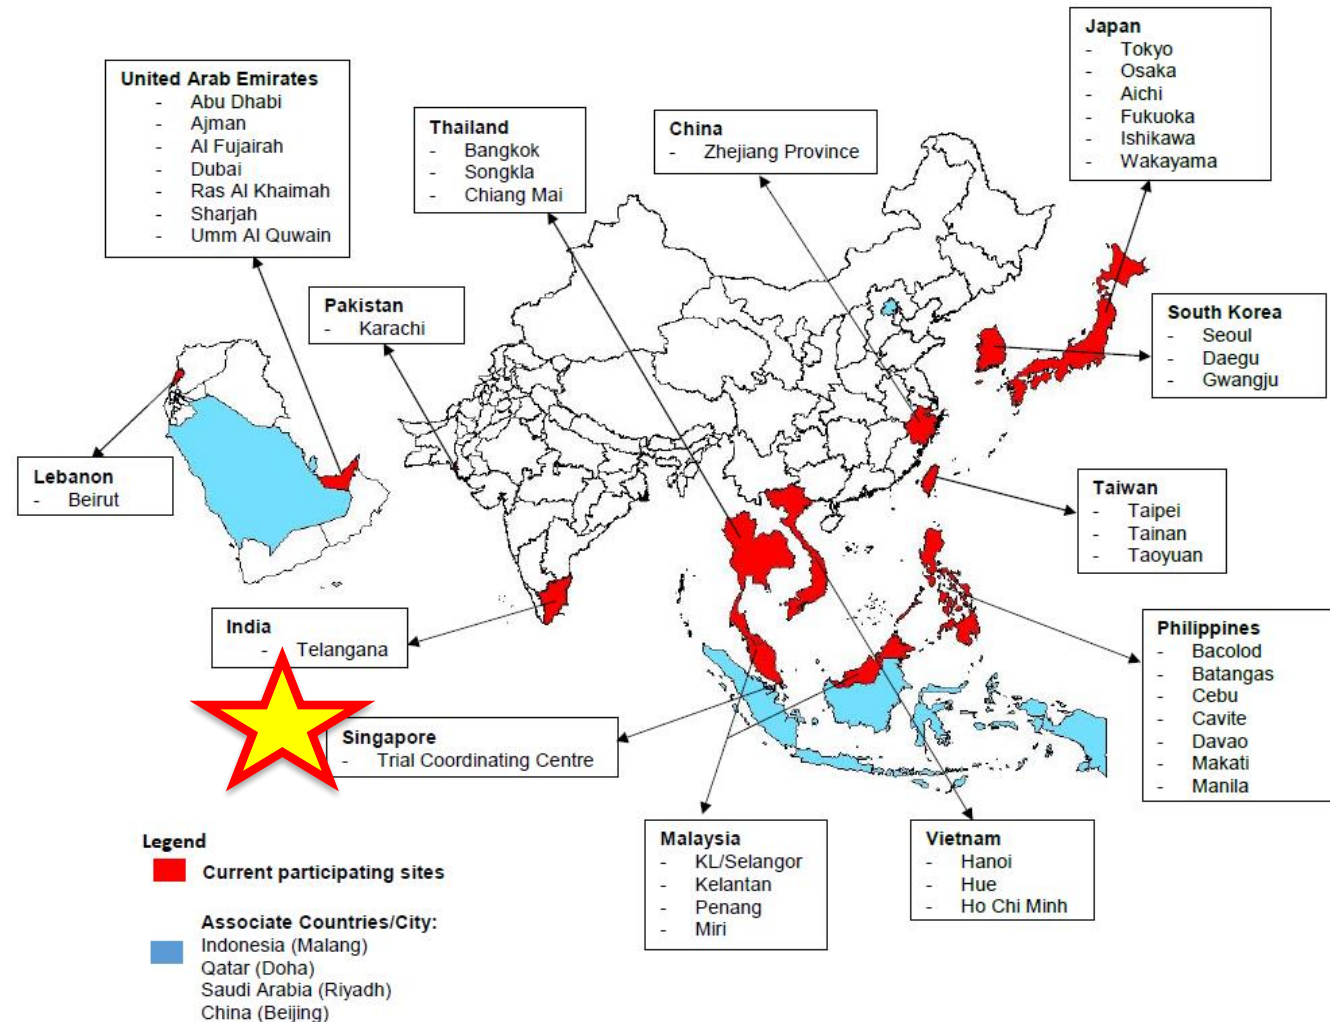 Japan
- Tokyo
- Osaka
- Aichi
- Fukuoka
- Ishikawa
- Wakayama
United Arab Emirates
- Abu Dhabi
- Ajman
- Al Fujairah
- Dubai
- Ras Al Khaimah
- Sharjah
- Umm Al Quwain
Thailand
- Bangkok
- Songkla
- Chiang Mai
China
- Zhejiang Province
Pakistan
- Karachi
South Korea
- Seoul
- Daegu
- Gwangju
Lebanon
- Beirut
Taiwan
- Taipei
- Tainan
- Taoyuan
India
- Telangana
Philippines
- Bacolod
- Batangas
- Cebu
- Cavite
- Davao
- Makati
- Manila
Singapore
- Trial Coordinating Centre
Malaysia
- KL/Selangor
- Kelantan
- Penang
- Miri
Vietnam
- Hanoi
- Hue
- Ho Chi Minh
Legend
Current participating sites
Associate Countries/City:
Indonesia (Malang)
Qatar (Doha)
Saudi Arabia (Riyadh)
China (Beijing)